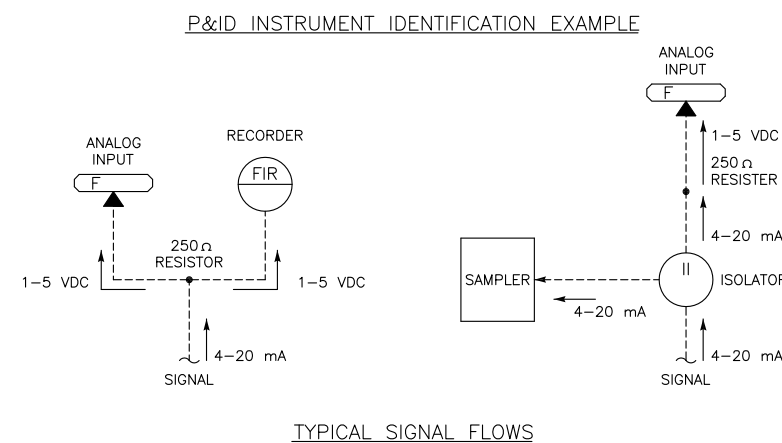 P&ID INSTRUMENT IDENTIFICATION EXAMPLE
ANALOG
INPUT
F
RECORDER
FIR
250 Ω
RESISTOR
1-5 VDC
1-5 VDC
4-20 mA
SIGNAL
ANALOG
INPUT
F
1-5 VDC
250 Ω
RESISTER
4-20 mA
II
ISOLATOR
SAMPLER
4-20 mA
4-20 mA
SIGNAL
TYPICAL SIGNAL FLOWS